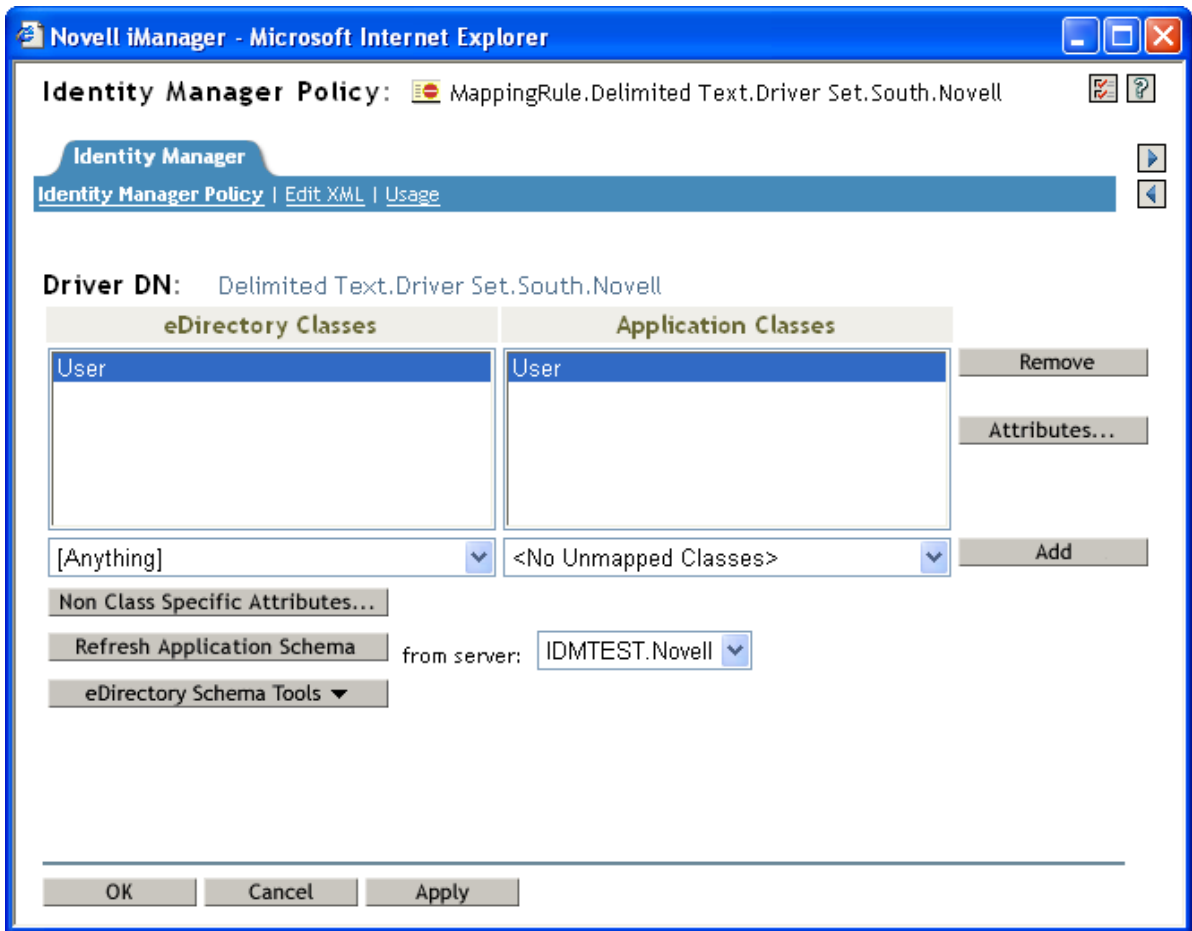 Novell iManager - Microsoft Internet Explorer
Identity Manager Policy: MappingRule.Delimited Text.Driver Set.South.Novell
Identity Manager
Identity Manager Policy | Edit XML | Usage
Driver DN: Delimited Text.Driver Set.South.Novell
eDirectory Classes Application Classes
User User Remove
Attributes...
[Anything] <No Unmapped Classes> Add
Non Class Specific Attributes...
Refresh Application Schema from server: IDMTEST.Novell
eDirectory Schema Tools
OK Cancel Apply